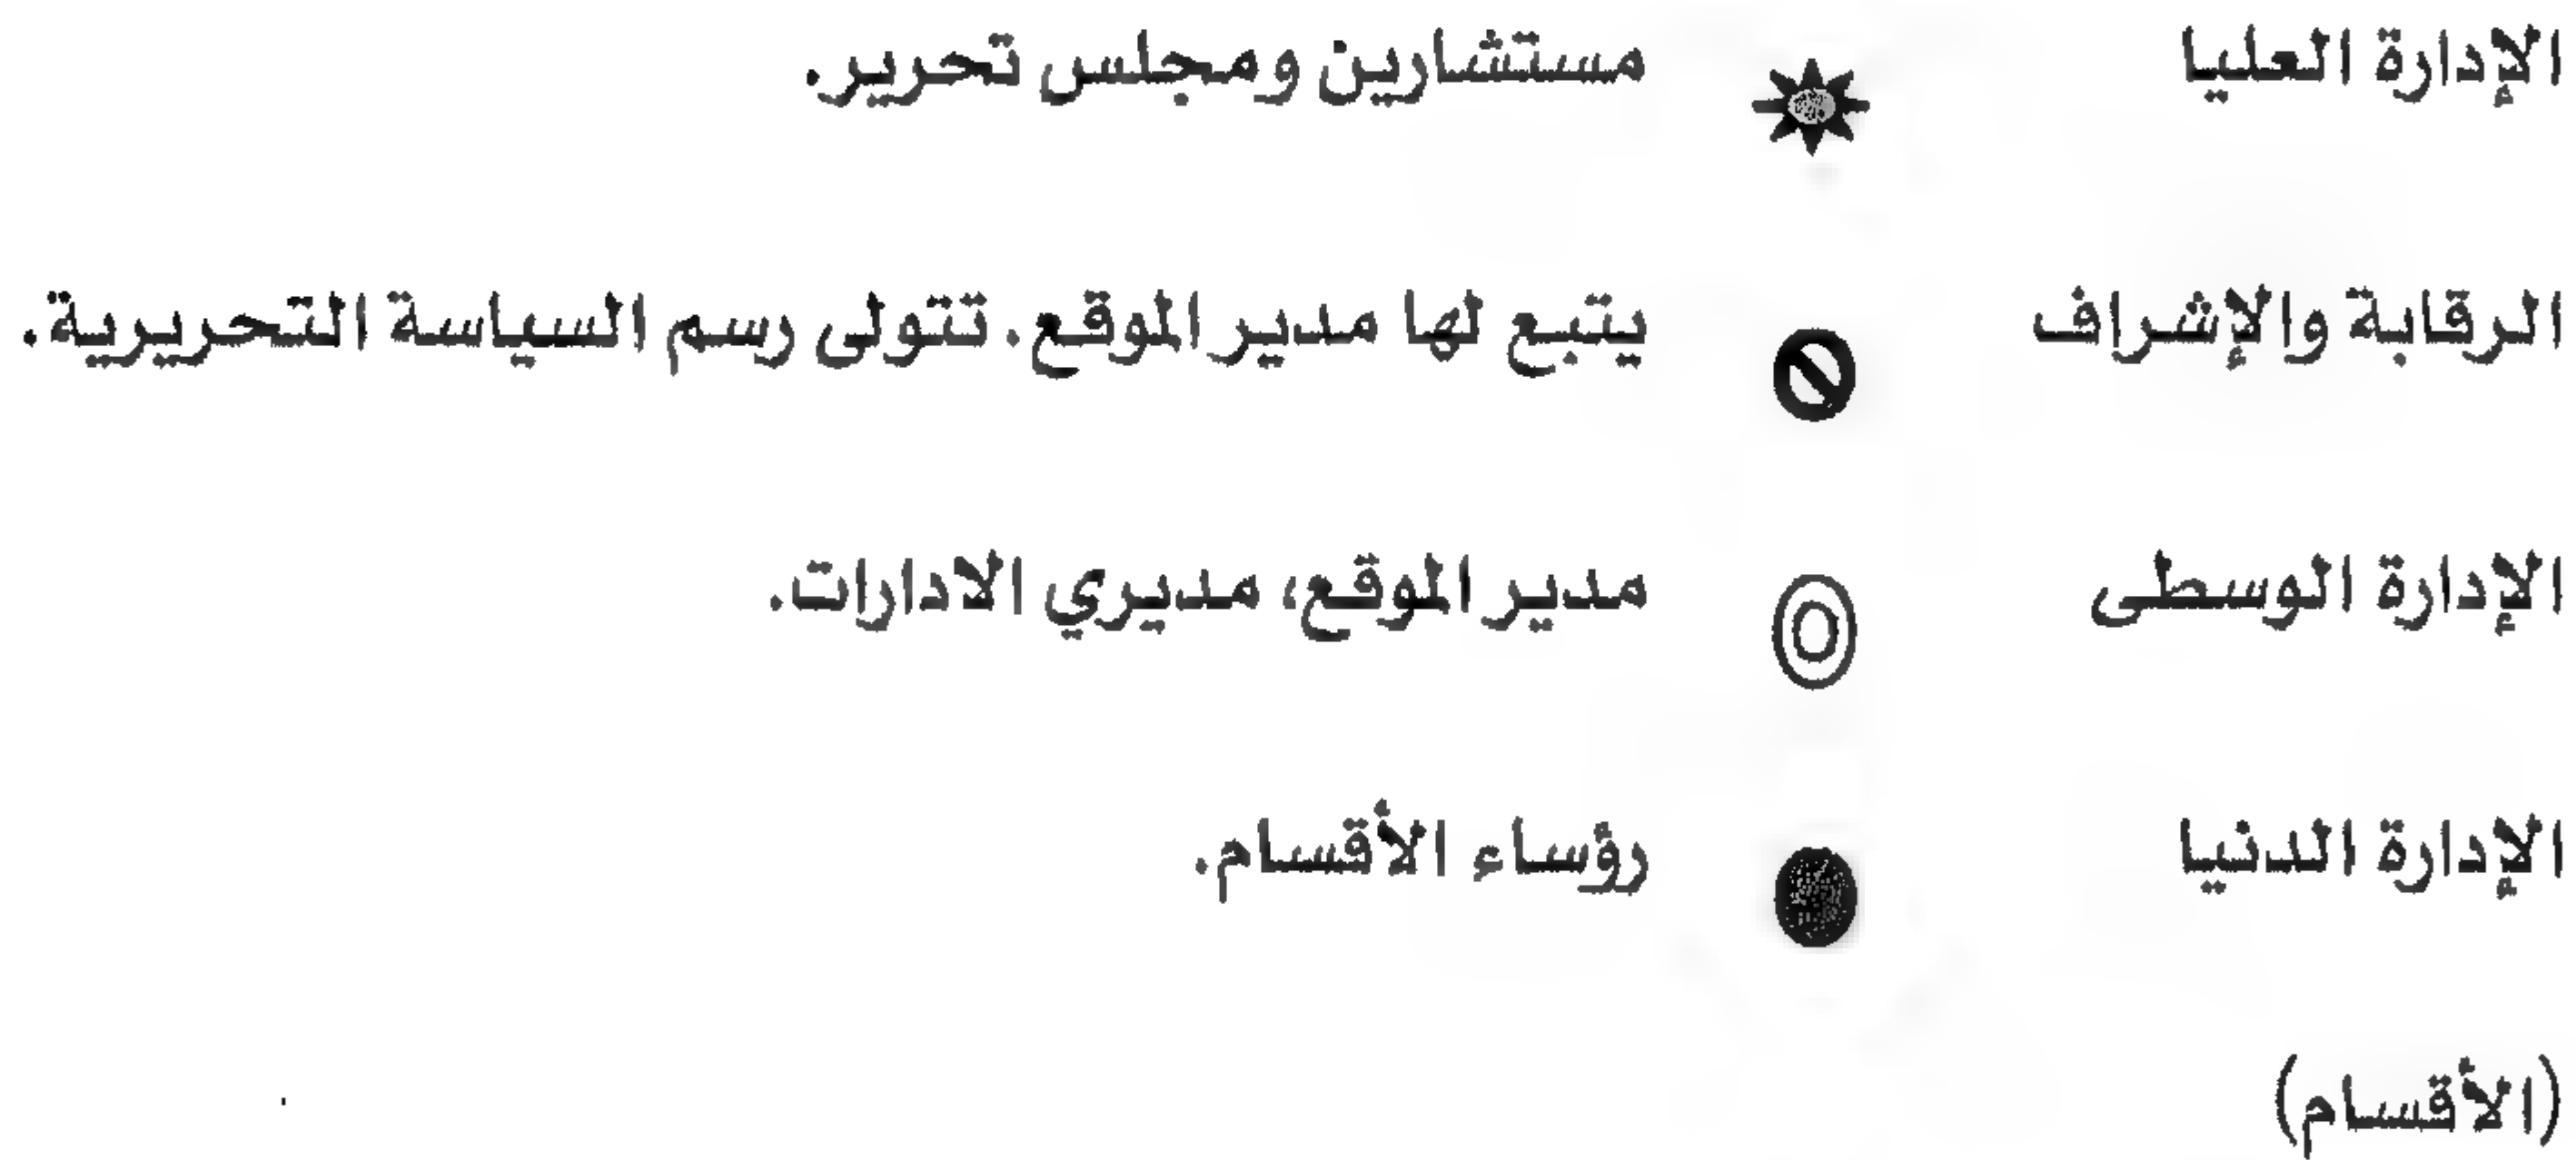 الإدارة العليا مستشارين ومجلس تحرير.
الرقابة والإشراف يتبع لها مدير الموقع. تتولى رسم السياسة التحريرية.
الإدارة الوسطى مدير الموقع، مديري الادارات.
الإدارة الدنيا رؤساء الأقسام.
(الأقسام)